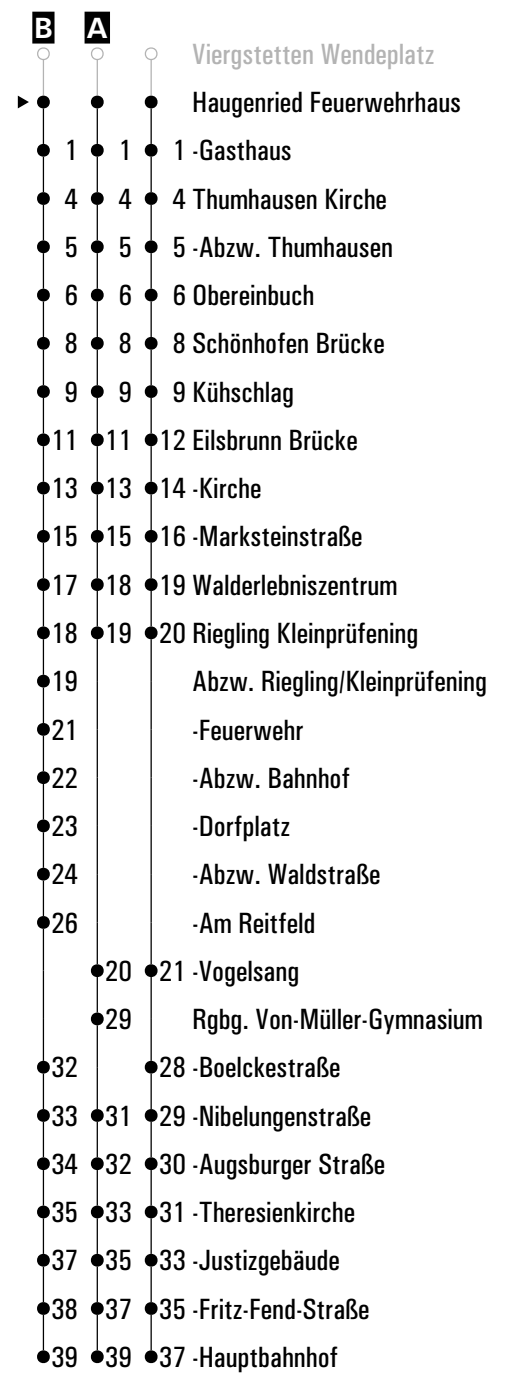 B A
Viergstetten Wendeplatz
Haugenried Feuerwehrhaus
1 1 1 -Gasthaus
4 4 4 Thumhausen Kirche
5 5 5 -Abzw. Thumhausen
6 6 6 Obereinbuch
8 8 8 Schönhofen Brücke
9 9 9 Kühschlag
11 11 12 Eilsbrunn Brücke
13 13 14 -Kirche
15 15 16 -Marksteinstraße
17 18 19 Walderlebniszentrum
18 19 20 Riegling Kleinprüfening
19 Abzw. Riegling/Kleinprüfening
21 -Feuerwehr
22 -Abzw. Bahnhof
23 -Dorfplatz
24 -Abzw. Waldstraße
26 -Am Reitfeld
20 21 -Vogelsang
29 Rgbg. Von-Müller-Gymnasium
32 28 -Boelckestraße
33 31 29 -Nibelungenstraße
34 32 30 -Augsburger Straße
35 33 31 -Theresienkirche
37 35 33 -Justizgebäude
38 37 35 -Fritz-Fend-Straße
39 39 37 -Hauptbahnhof